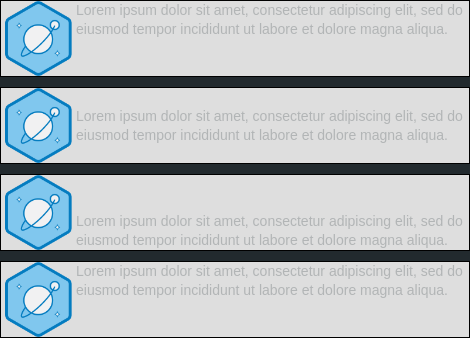 Lorem ipsum dolor sit amet, consectetur adipiscing elit, sed do
eiusmod tempor incididunt ut labore et dolore magna aliqua.
Lorem ipsum dolor sit amet, consectetur adipiscing elit, sed do
eiusmod tempor incididunt ut labore et dolore magna aliqua.
Lorem ipsum dolor sit amet, consectetur adipiscing elit, sed do
eiusmod tempor incididunt ut labore et dolore magna aliqua.
Lorem ipsum dolor sit amet, consectetur adipiscing elit, sed do
eiusmod tempor incididunt ut labore et dolore magna aliqua.